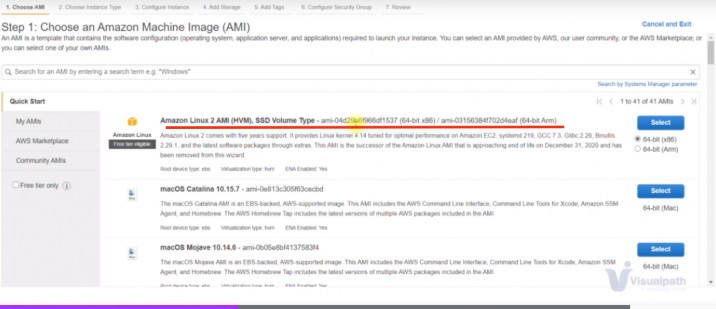 1. Choose AMI 2. Choose Instance Type 3. Configure Instance 4. Add Storage 5. Add Tags 6. Configure Security Group 7. Review
Step 1: Choose an Amazon Machine Image (AMI)
Cancel and Exit
An AMI is a template that contains the software configuration (operating system, application server, and applications) required to launch your instance. You can select an AMI provided by AWS, our user community, or the AWS Marketplace; or
you can select one of your own AMIs.
Search for an AMI by entering a search term e.g. "Windows"
Search by Systems Manager parameter
Quick Start
1 to 41 of 41 AMIs
My AMIs
AWS Marketplace
Community AMIs
Free tier only
Amazon Linux
Free tier eligible
Amazon Linux 2 AMI (HVM), SSD Volume Type - (64-bit x86) / ami-03156384f702d4eaf (64-bit Arm)
Amazon Linux 2 comes with five years support. It provides Linux kernel 4.14 tuned for optimal performance on Amazon EC2, systemd 219, GCC 7.3, Glibc 2.26, Binutils
2.29.1, and the latest software packages through extras. This AMI is the successor of the Amazon Linux AMI that is approaching end of life on December 31, 2020 and has
been removed from this wizard.
Root device type: ebs Virtualization type: hvm ENA Enabled: Yes
Select
64-bit (x86)
64-bit (Arm)
macOS Catalina 10.15.7 - ami-0e813c305f63cecbd
The macOS Catalina AMI is an EBS-backed, AWS-supported image. This AMI includes the AWS Command Line Interface, Command Line Tools for Xcode, Amazon SSM
Agent, and Homebrew. The AWS Homebrew Tap includes the latest versions of multiple AWS packages included in the AMI.
Root device type: ebs Virtualization type: hvm ENA Enabled: Yes
Select
64-bit (Mac)
macOS Mojave 10.14.6 - ami-0b05e8bf4137583f4
The macOS Mojave AMI is an EBS-backed, AWS-supported image. This AMI includes the AWS Command Line Interface, Command Line Tools for Xcode, Amazon SSM
Agent, and Homebrew. The AWS Homebrew Tap includes the latest versions of multiple AWS packages included in the AMI.
Root device type: ebs Virtualization type: hvm ENA Enabled: Yes
Select
64-bit (Mac)
Visualpath